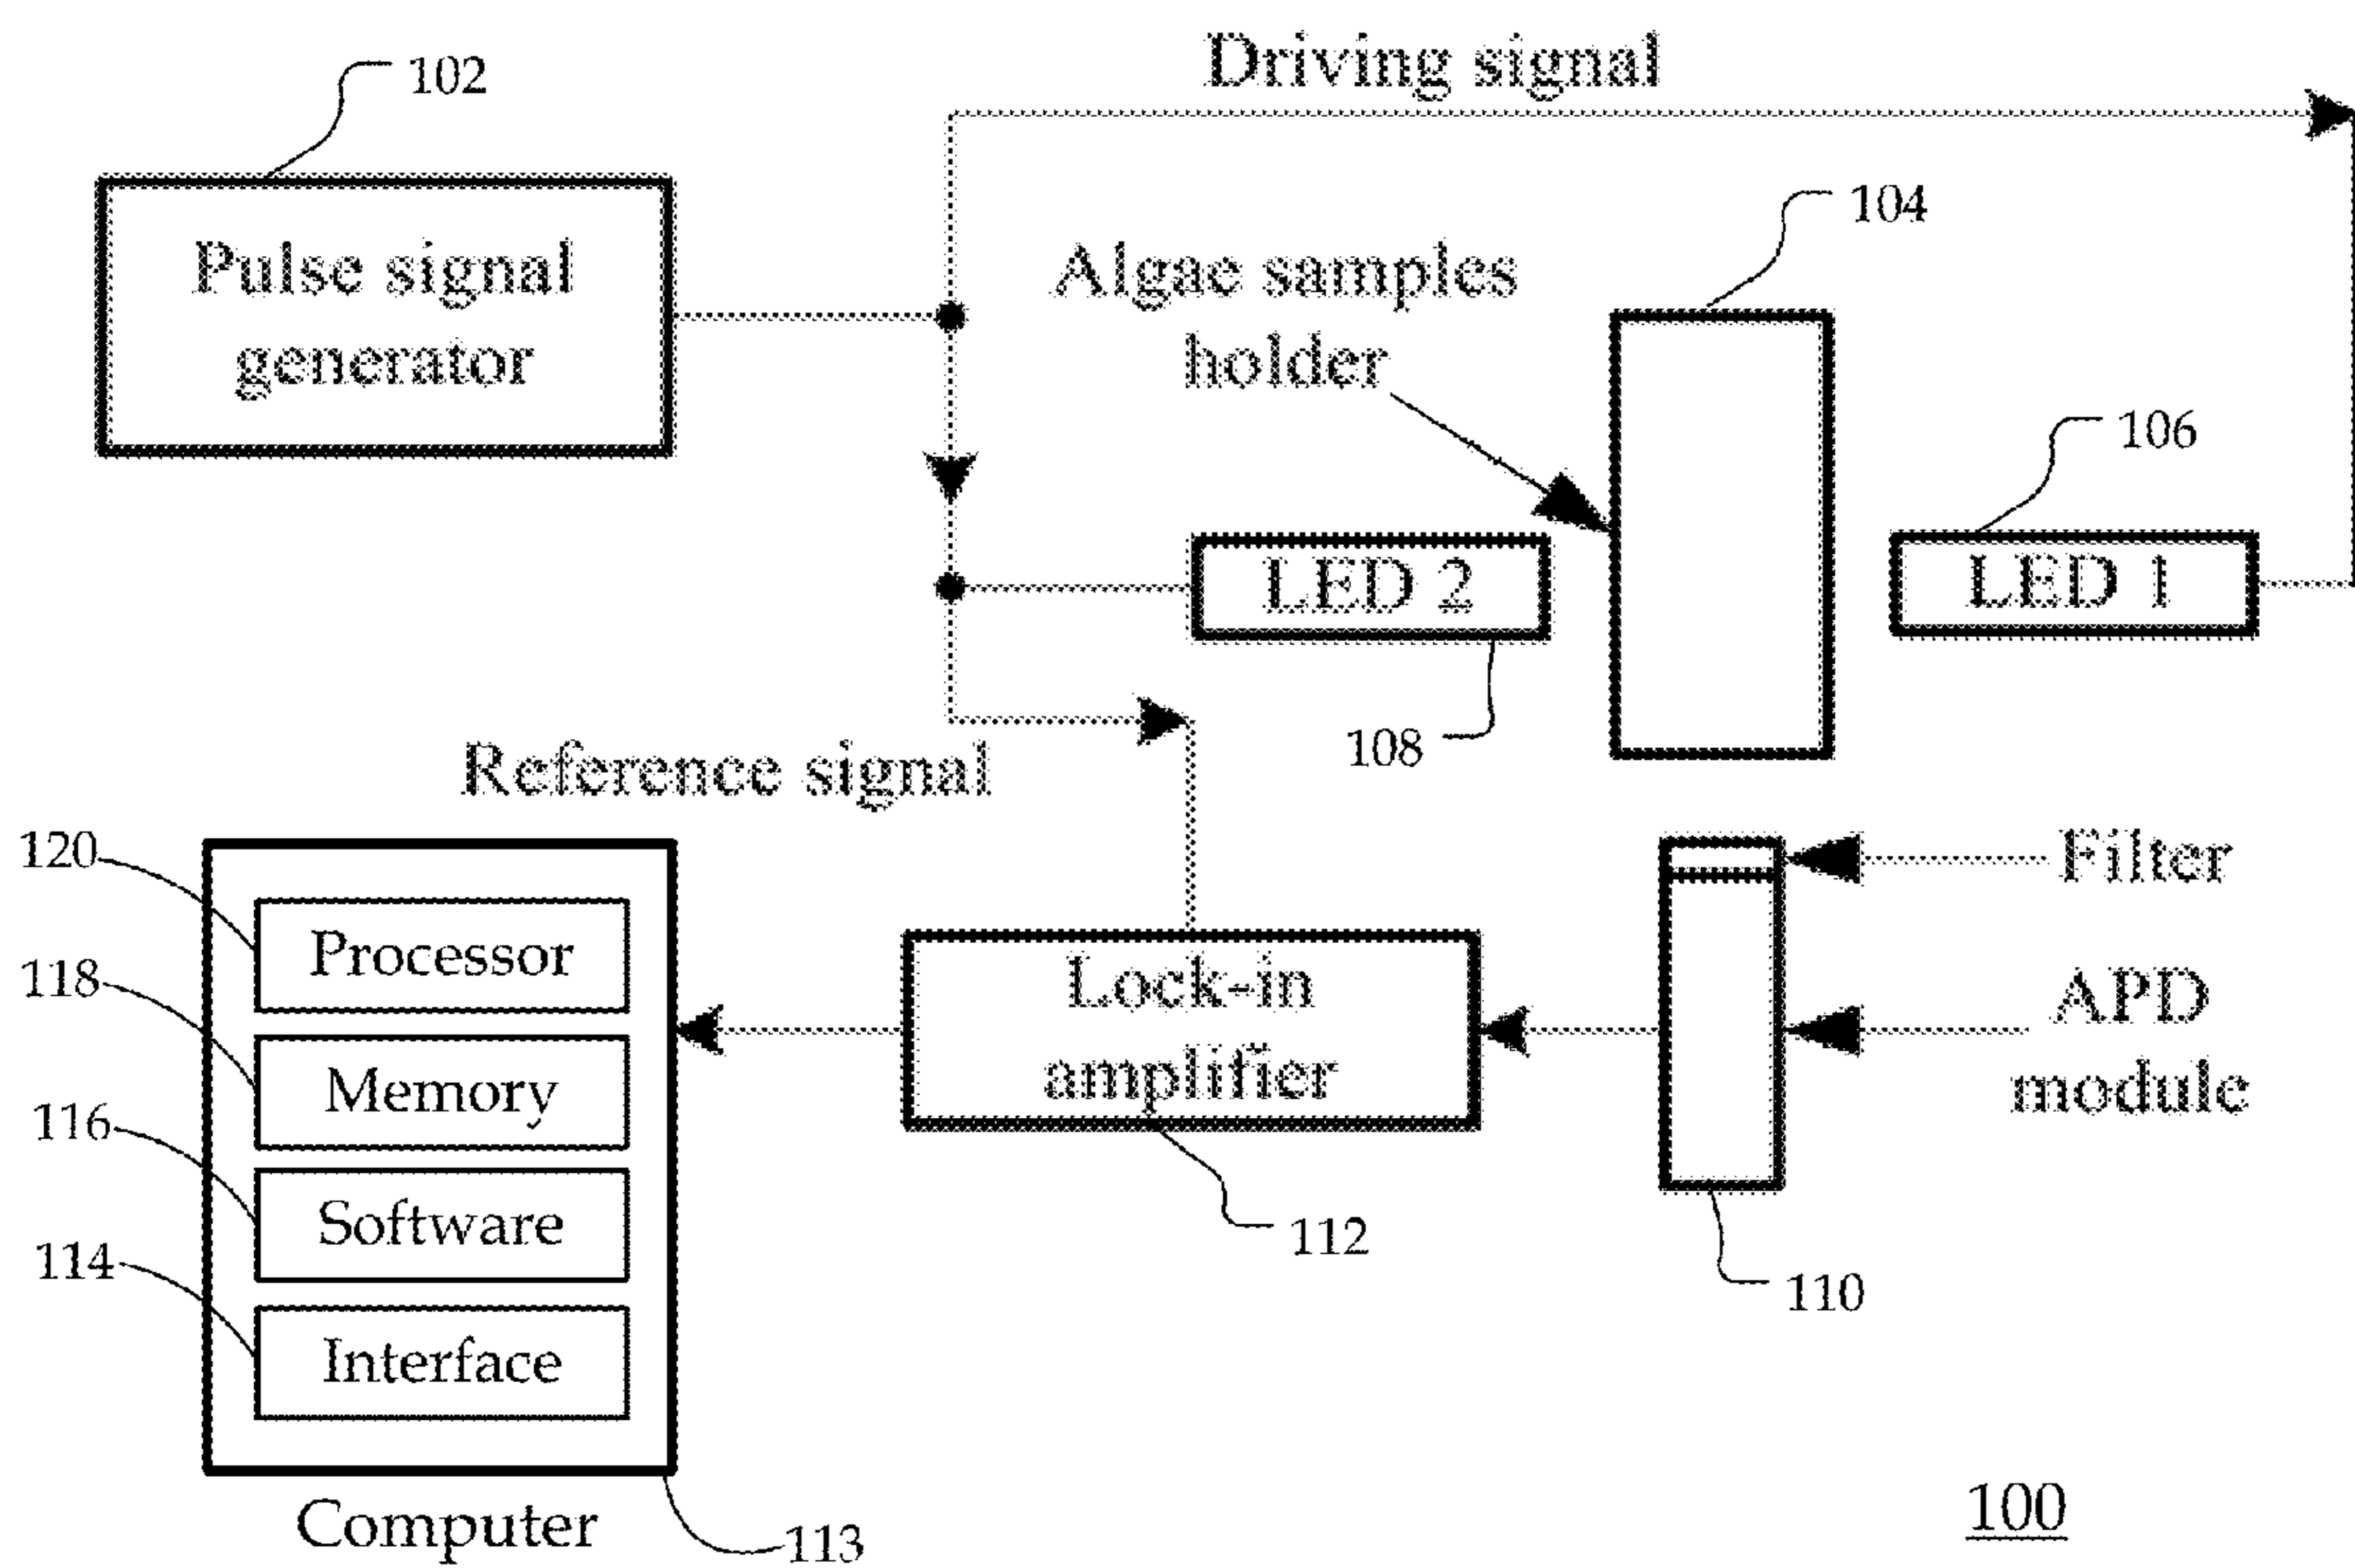 Driving signal
102
Pulse signal
generator
104
Algae samples
holder
106
LED 2
LED 1
108
Reference signal
120
Processor
118
Memory
116
Software
114
Interface
Computer
113
Lock-in
amplifier
112
Filter
APD
module
110
100